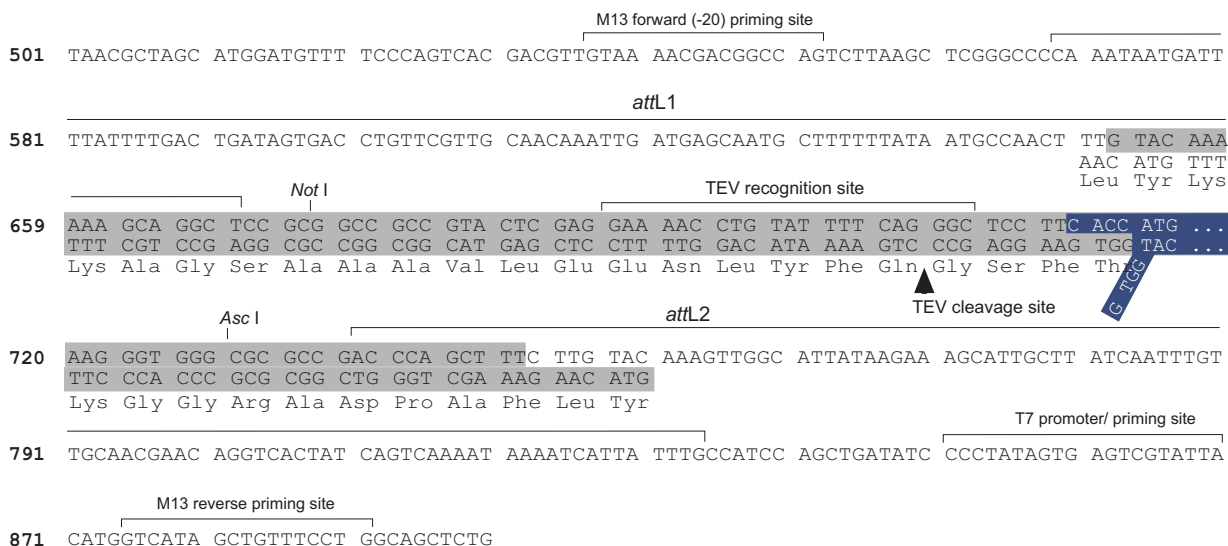 M13 forward (-20) priming site
501 TAACGCTAGC ATGGATGTTT TCCCAGTCAC GACGTTGTAA AACGACGGCC AGTCTTAAGC TCGGGCCCCA AATAATGATT
attL1
581 TTATTTTGAC TGATAGTGAC CTGTTCGTTG CAACAAATTG ATGAGCAATG CTTTTTTATA ATGCCAACT TTG TAC AAA
AAC ATG TTT
Leu Tyr Lys
Not I TEV recognition site
659 AAA GCA GGC TCC GCG GCC GCC GTA CTC GAG GAA AAC CTG TAT TTT CAG GGC TCC TTC ACC ATG ...
TTT CGT CCG AGG CGC CGG CGG CAT GAG CTC CTT TTG GACC ATA AAA GTC CCG AGG AAG TGG TAC ...
Lys Ala Gly Ser Ala Ala Ala Val Leu Glu Glu Asn Leu Tyr Phe Gln Gly Ser Phe Thr
G TGG
TEV cleavage site
Asc I attL2
720 AAG GGT GGG CGC GCC GAC CCA GCT TTC TTG TAC AAAGTTGGC ATTATAAGAA AGCATTGCTT ATCAATTTGT
TTC CCA CCC GCG CGG CTG GGT CGA AAG AAC ATG
Lys Gly Gly Arg Ala Asp Pro Ala Phe Leu Tyr
T7 promoter/ priming site
791 TGCAACGAAC AGGTCACTAT CAGTCAAAAT AAAATCATTA TTTGCCATCC AGCTGATATC CCCTATAGTG AGTCGTATTA
M13 reverse priming site
871 CATGGTCATA GCTGTTTCCT GGCAGCTCTG